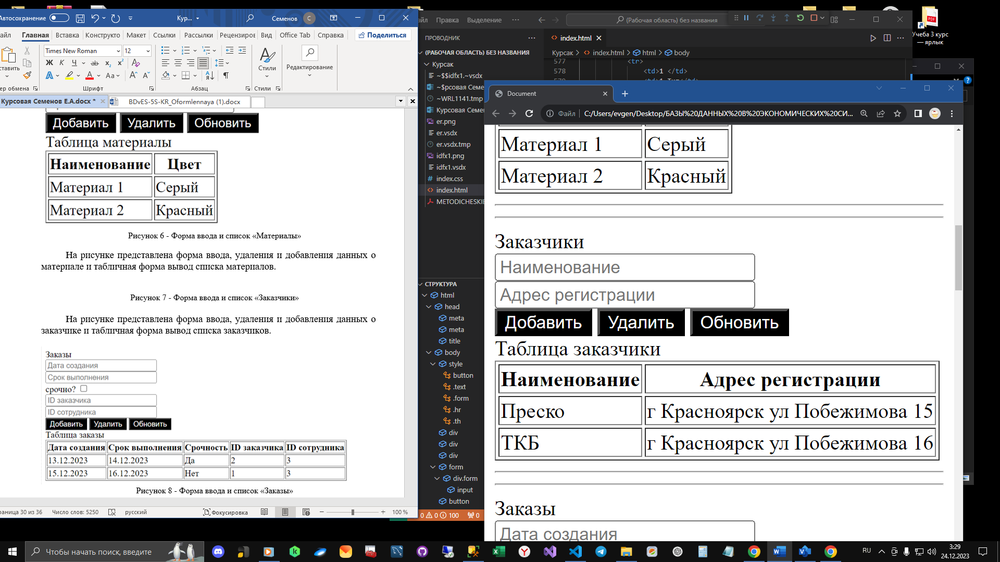 Автосохранение
Кур...
Семенов
С
айл
Главная
Вставка
Конструкто
Макет
Ссылки
Рассылки
Рецензиро
Вид
Office Tab
Справка
Поделиться
Times New Roman
12
ставить
Ж К Ч ab x₂ x²
Aa
Стили
Редактирование
ер обмена
Шрифт
Абзац
Стили
Курсовая Семенов Е.А.docx *
BDvES-5S-KR_Oformlennaya (1).docx
Добавить
Удалить
Обновить
Таблица материалы
Наименование
Цвет
Материал 1
Серый
Материал 2
Красный
Рисунок 6 - Форма ввода и список «Материалы»
На рисунке представлена форма ввода, удаления и добавления данных о
материале и табличная форма вывод списка материалов.
Рисунок 7 - Форма ввода и список «Заказчики»
На рисунке представлена форма ввода, удаления и добавления данных о
заказчике и табличная форма вывод списка заказчиков.
Заказы
Дата создания
Срок выполнения
срочно?
ID заказчика
ID сотрудника
Добавить
Удалить
Обновить
Таблица заказы
Дата создания Срок выполнения Срочность ID заказчика ID сотрудника
13.12.2023 14.12.2023 Да 2 3
15.12.2023 16.12.2023 Нет 1 3
Рисунок 8 - Форма ввода и список «Заказы»
раница 30 из 36
Число слов: 5250
русский
Фокусировка
100 %
айл
Правка
Выделение
(Рабочая область) без названия
ПРОВОДНИК
index.html
(РАБОЧАЯ ОБЛАСТЬ) БЕЗ НАЗВАНИЯ
Курсак > index.html > html > body
Курсак
~$$idfx1.~vsdx
~$рсовая Семе
~WRL1141.tmp
Курсовая Семе
er.png
er.vsdx
er.vsdx.tmp
idfx1.png
idfx1.vsdx
index.css
index.html
METODICHESKIE
577 <tr>
578 <td>1 </td>
СТРУКТУРА
html
head
meta
meta
title
body
style
button
.text
.form
.hr
.th
div
div
div
form
div.form
input
button
0 0 100 0
Document
Файл
C:/Users/evgen/Desktop/БАЗЫ%20ДАННЫХ%20В%20ЭКОНОМИЧЕСКИХ%20СИ...
Материал 1
Серый
Материал 2
Красный
Заказчики
Наименование
Адрес регистрации
Добавить
Удалить
Обновить
Таблица заказчики
Наименование
Адрес регистрации
Преско
г Красноярск ул Побежимова 15
ТКБ
г Красноярск ул Побежимова 16
Заказы
Дата создания
PDF
Учеба 3 курс
— ярлык
Чтобы начать поиск, введите
RU
3:29
24.12.2023